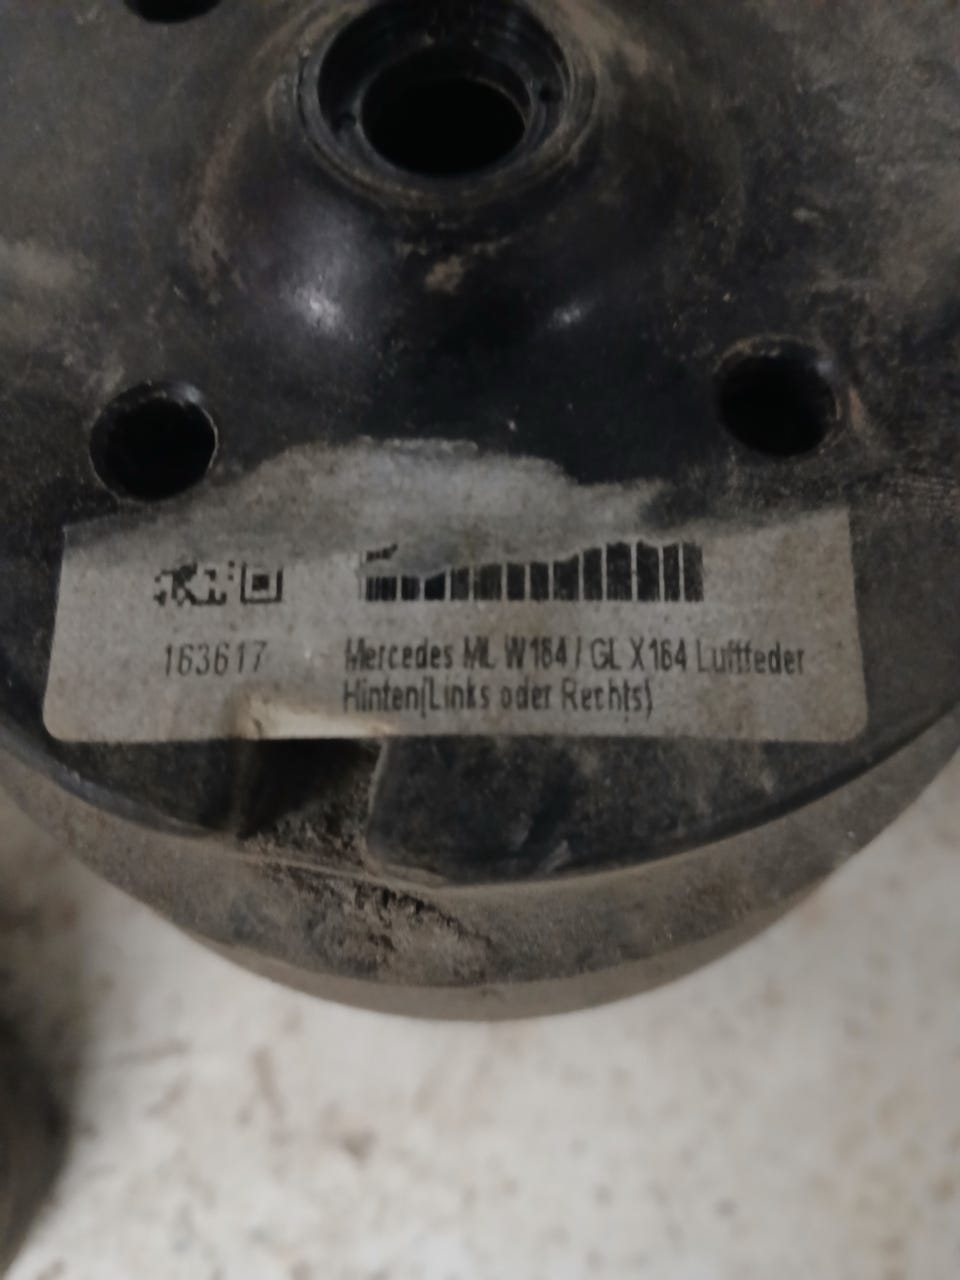 163617
Mercedes ML W164 / GL X164 Luftfeder
Hinten(Links oder Rechts)